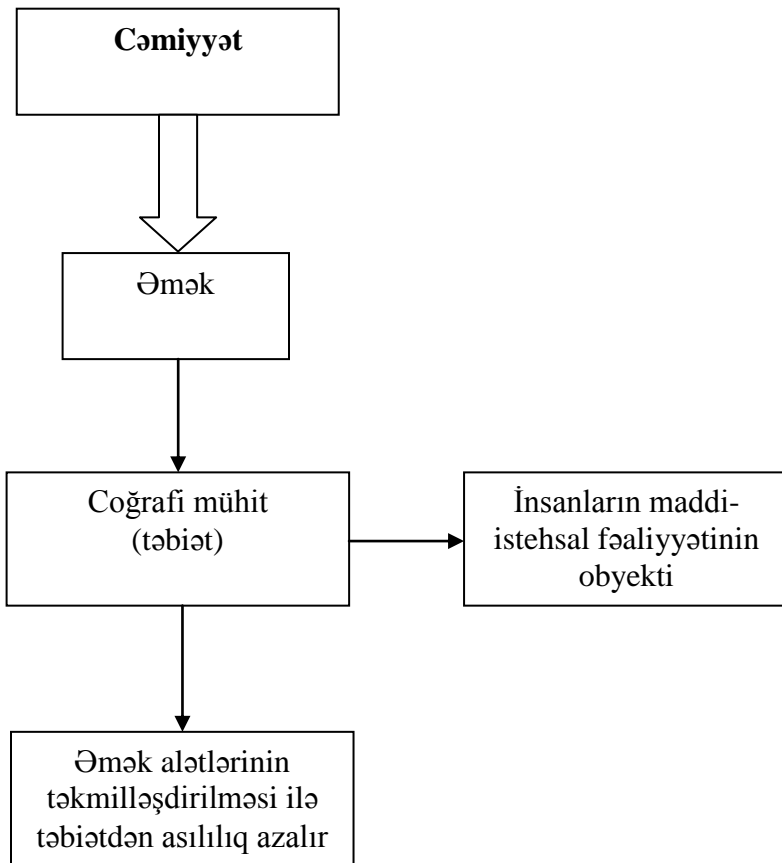 Cəmiyyət
Əmək
Coğrafi mühit
(təbiət)
İnsanların maddi-
istehsal fəaliyyətinin
obyekti
Əmək alətlərinin
təkmilləşdirilməsi ilə
təbiətdən asılılıq azalır